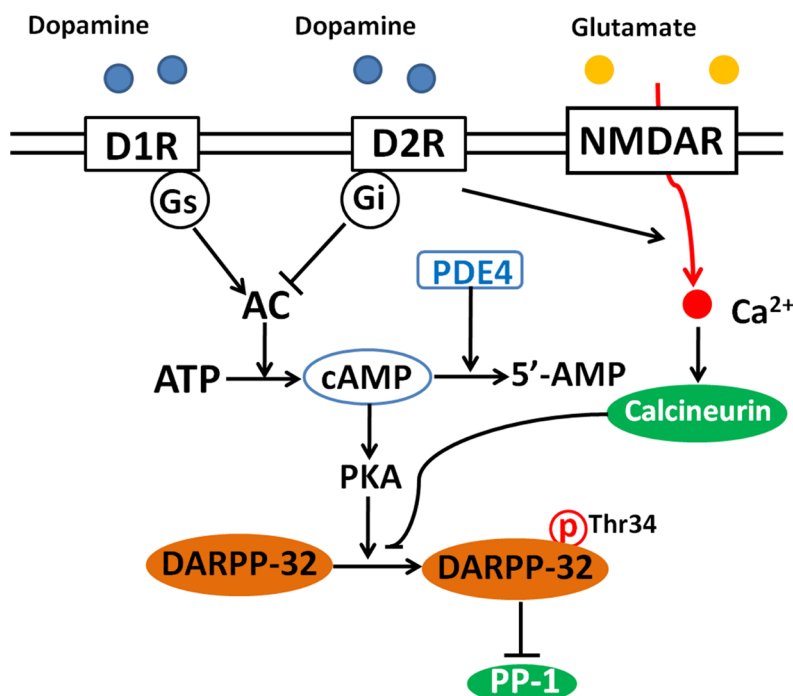 Dopamine
Dopamine
Glutamate
D1R
D2R
NMDAR
Gs
Gi
PDE4
AC
Ca²⁺
ATP
cAMP
5’-AMP
Calcineurin
PKA
p
Thr34
DARPP-32
DARPP-32
PP-1